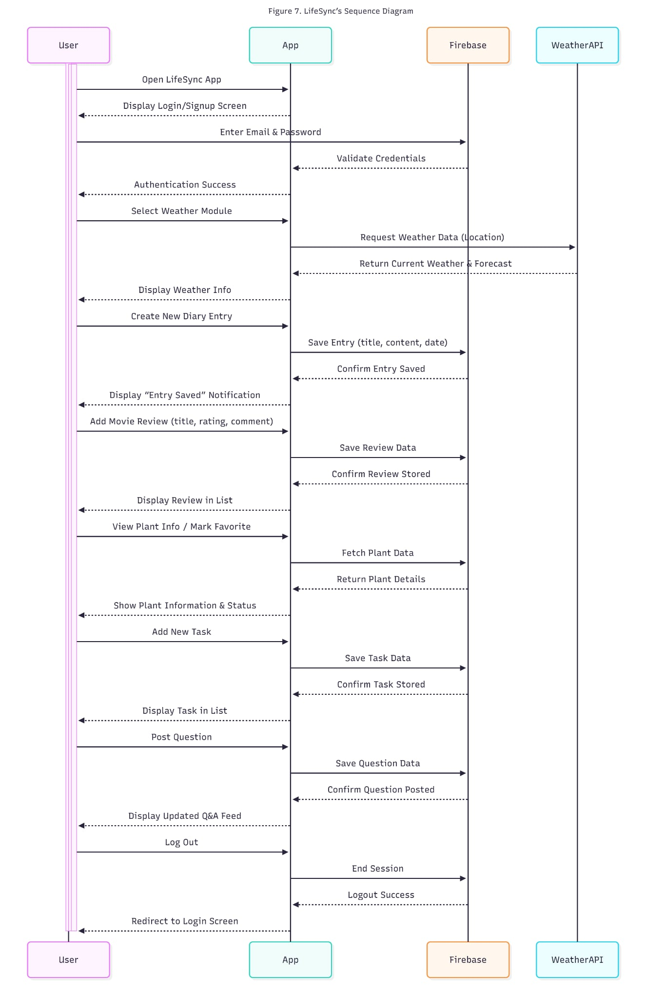 Figure 7. LifeSync’s Sequence Diagram
User
App
Firebase
WeatherAPI
Open LifeSync App
Display Login/Signup Screen
Enter Email & Password
Validate Credentials
Authentication Success
Select Weather Module
Request Weather Data (Location)
Return Current Weather & Forecast
Display Weather Info
Create New Diary Entry
Save Entry (title, content, date)
Confirm Entry Saved
Display “Entry Saved” Notification
Add Movie Review (title, rating, comment)
Save Review Data
Confirm Review Stored
Display Review in List
View Plant Info / Mark Favorite
Fetch Plant Data
Return Plant Details
Show Plant Information & Status
Add New Task
Save Task Data
Confirm Task Stored
Display Task in List
Post Question
Save Question Data
Confirm Question Posted
Display Updated Q&A Feed
Log Out
End Session
Logout Success
Redirect to Login Screen
User
App
Firebase
WeatherAPI